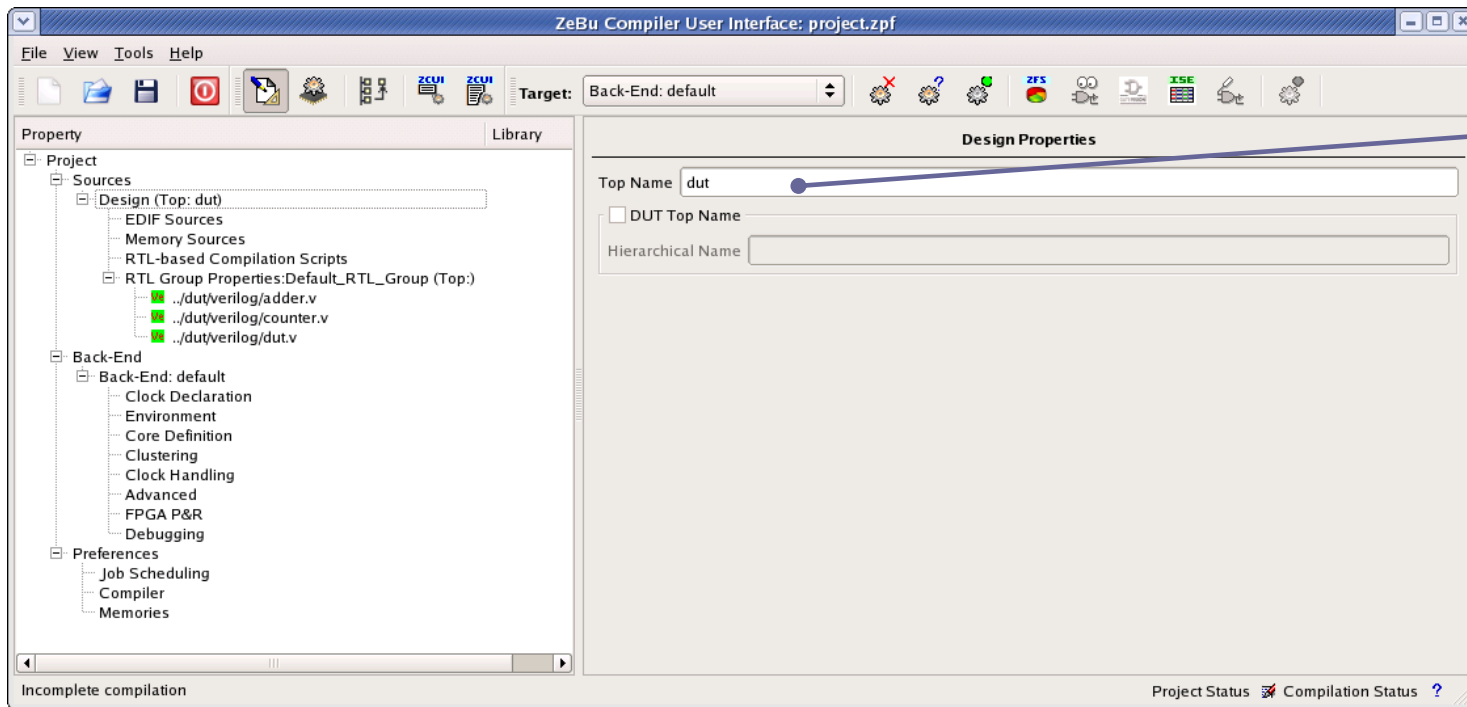 ZeBu Compiler User Interface: project.zpf
File View Tools Help
ZCUI ZCUI Target: Back-End: default ZFS ISE
Property Library
Project
Sources
Design (Top: dut)
EDIF Sources
Memory Sources
RTL-based Compilation Scripts
RTL Group Properties:Default_RTL_Group (Top:)
Ve ../dut/verilog/adder.v
Ve ../dut/verilog/counter.v
Ve ../dut/verilog/dut.v
Back-End
Back-End: default
Clock Declaration
Environment
Core Definition
Clustering
Clock Handling
Advanced
FPGA P&R
Debugging
Preferences
Job Scheduling
Compiler
Memories
Design Properties
Top Name dut
DUT Top Name
Hierarchical Name
Incomplete compilation
Project Status Compilation Status ?